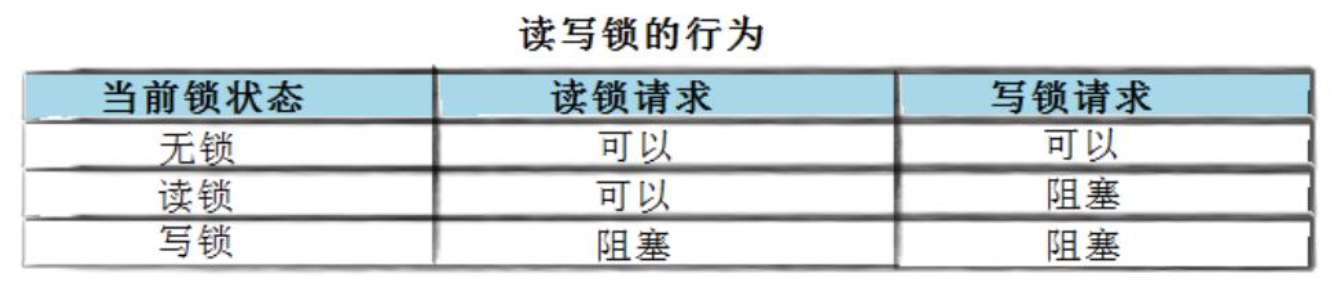 读写锁的行为
当前锁状态 读锁请求 写锁请求
无锁 可以 可以
读锁 可以 阻塞
写锁 阻塞 阻塞